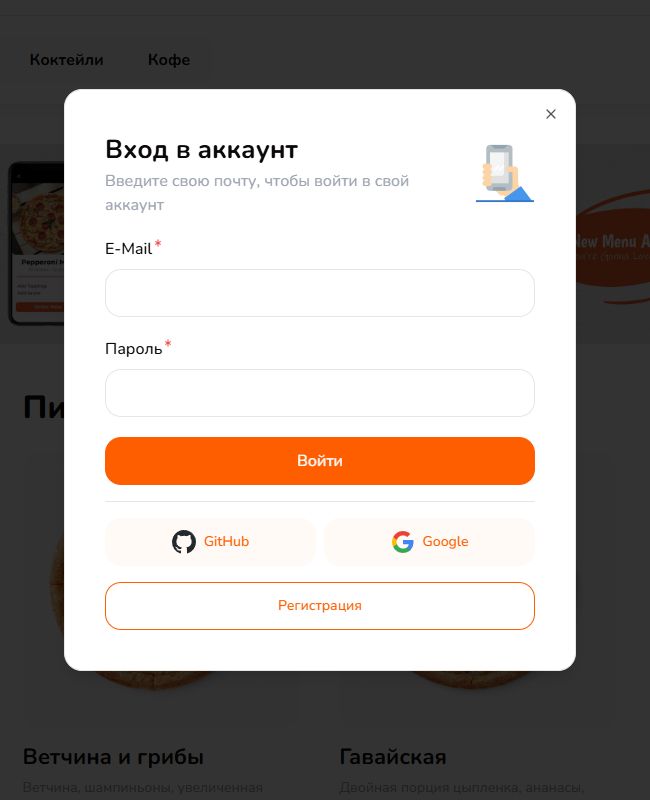 Коктейли Кофе
Вход в аккаунт
Введите свою почту, чтобы войти в свой
аккаунт
E-Mail*
Пароль*
Войти
GitHub Google
Регистрация
Pepperoni
New Menu A
Пи
Ветчина и грибы Гавайская
Ветчина, шампиньоны, увеличенная Двойная порция цыпленка, ананасы,